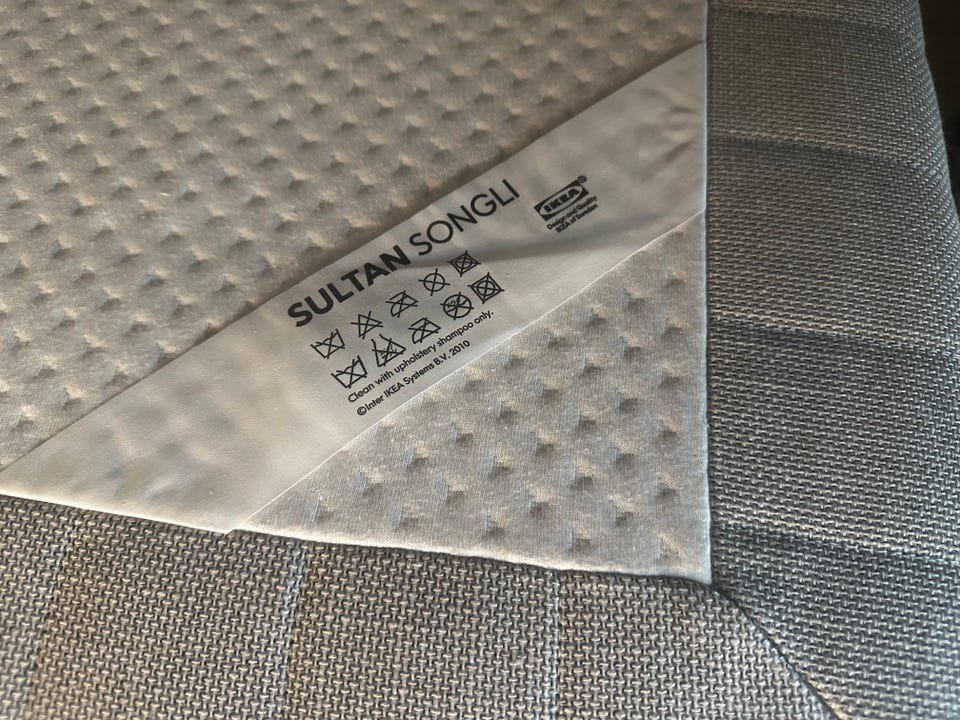 SULTAN SONGLI
IKEA®
Design and Quality
IKEA of Sweden
Clean with upholstery shampoo only.
©Inter IKEA Systems B.V. 2010